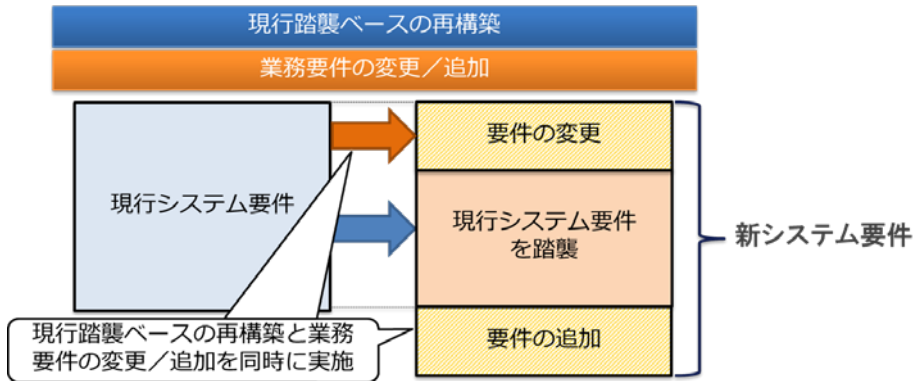 現行踏襲ベースの再構築
業務要件の変更／追加
現行システム要件
要件の変更
現行システム要件
を踏襲
新システム要件
現行踏襲ベースの再構築と業務
要件の変更／追加を同時に実施
要件の追加